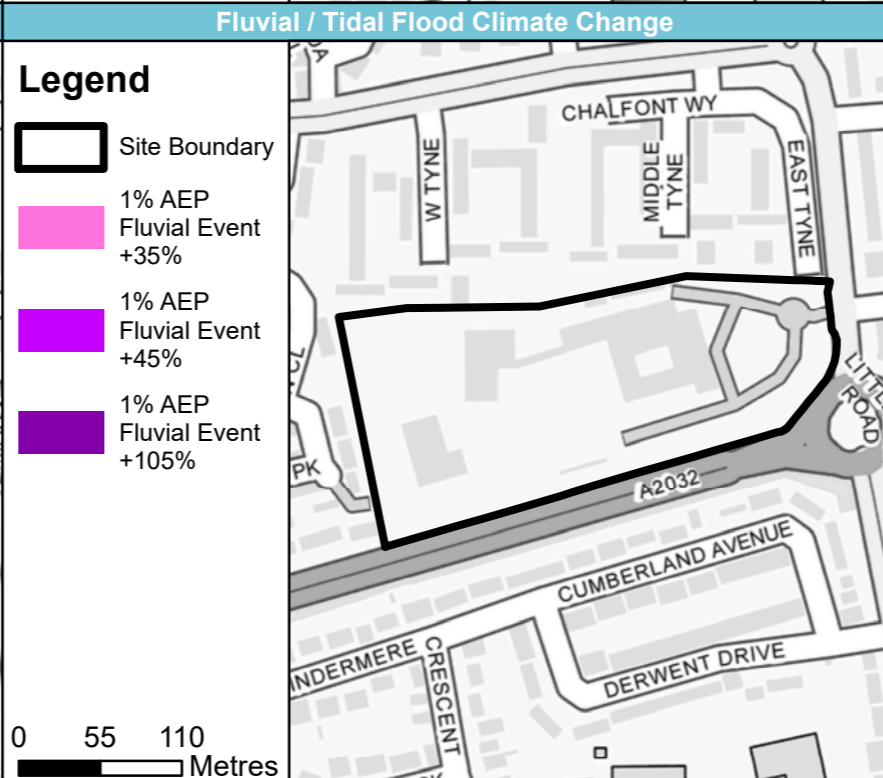 Fluvial / Tidal Flood Climate Change
Legend
Site Boundary
1% AEP
Fluvial Event
+35%
1% AEP
Fluvial Event
+45%
1% AEP
Fluvial Event
+105%
0 55 110
Metres
CHALFONT WY
W TYNE
MIDDLE
TYNE
EAST TYNE
CL
PK
A2032
ROAD
CUMBERLAND AVENUE
DERWENT DRIVE
INDERMERE
CRESCENT